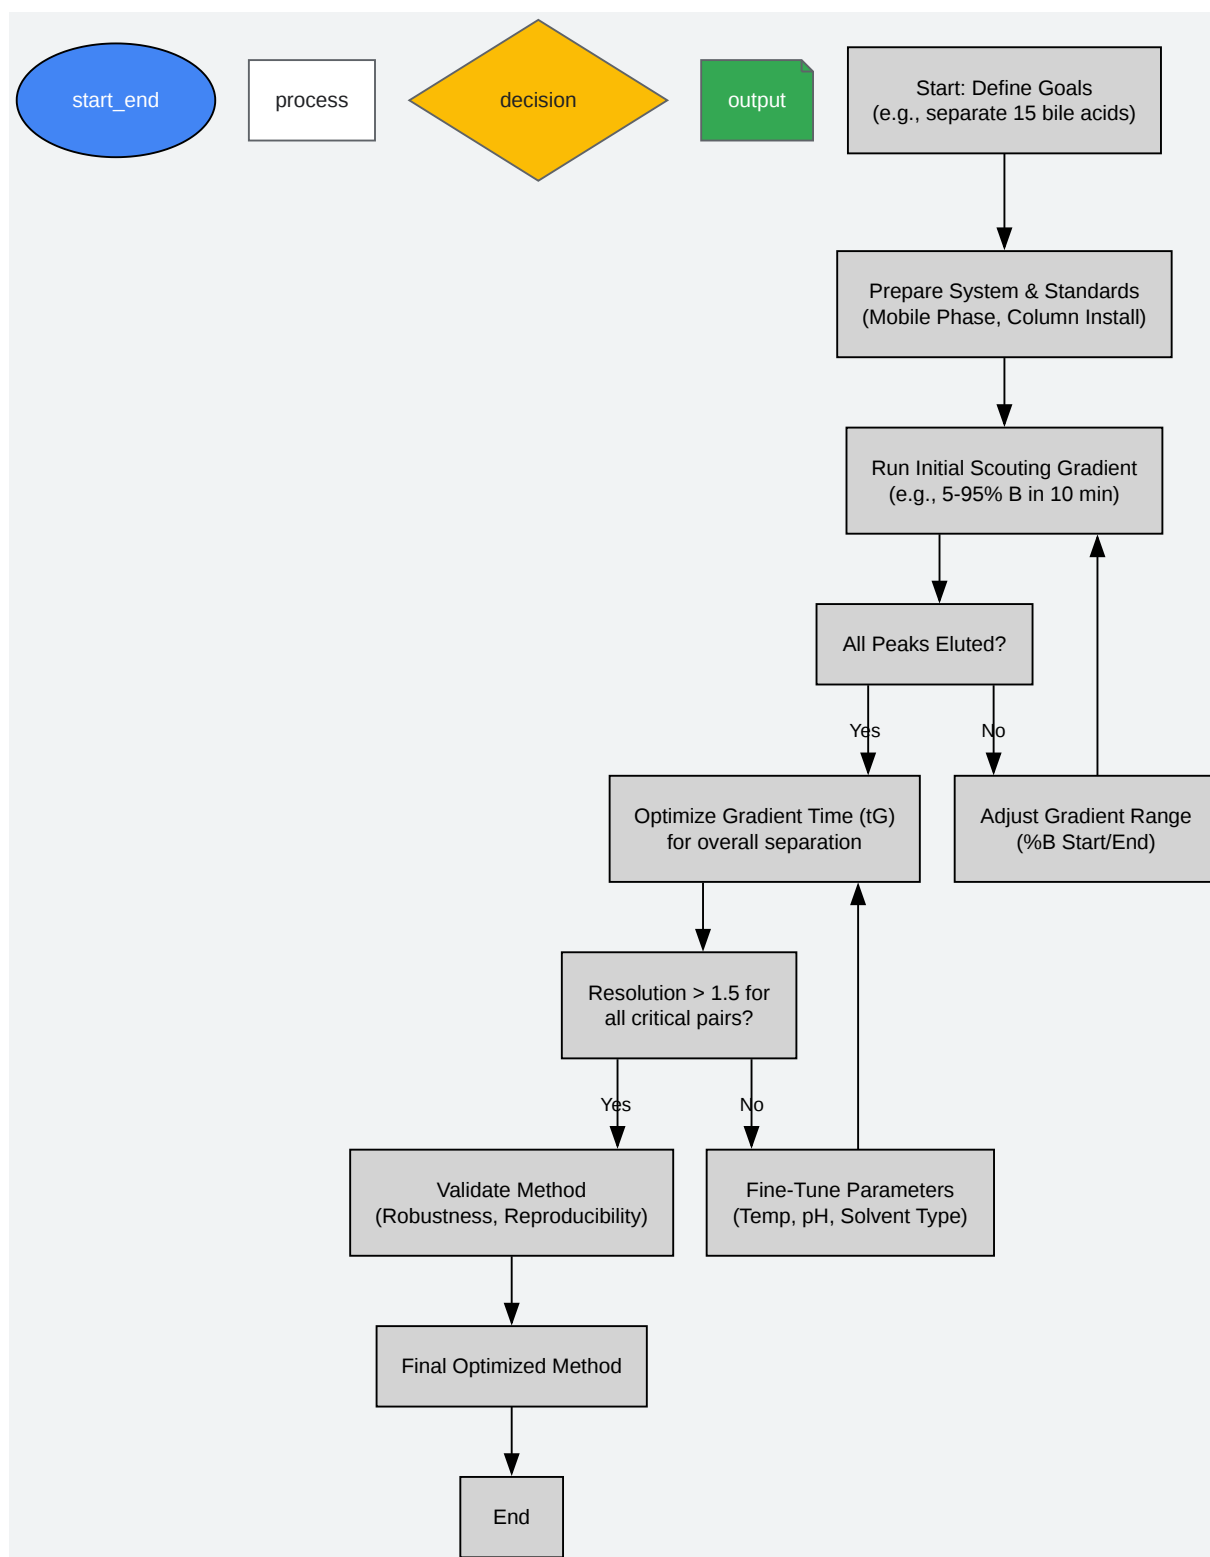 start_end
process
decision
output
Start: Define Goals
(e.g., separate 15 bile acids)
Prepare System & Standards
(Mobile Phase, Column Install)
Run Initial Scouting Gradient
(e.g., 5-95% B in 10 min)
All Peaks Eluted?
Yes
No
Optimize Gradient Time (tG)
for overall separation
Adjust Gradient Range
(%B Start/End)
Resolution > 1.5 for
all critical pairs?
Yes
No
Validate Method
(Robustness, Reproducibility)
Fine-Tune Parameters
(Temp, pH, Solvent Type)
Final Optimized Method
End